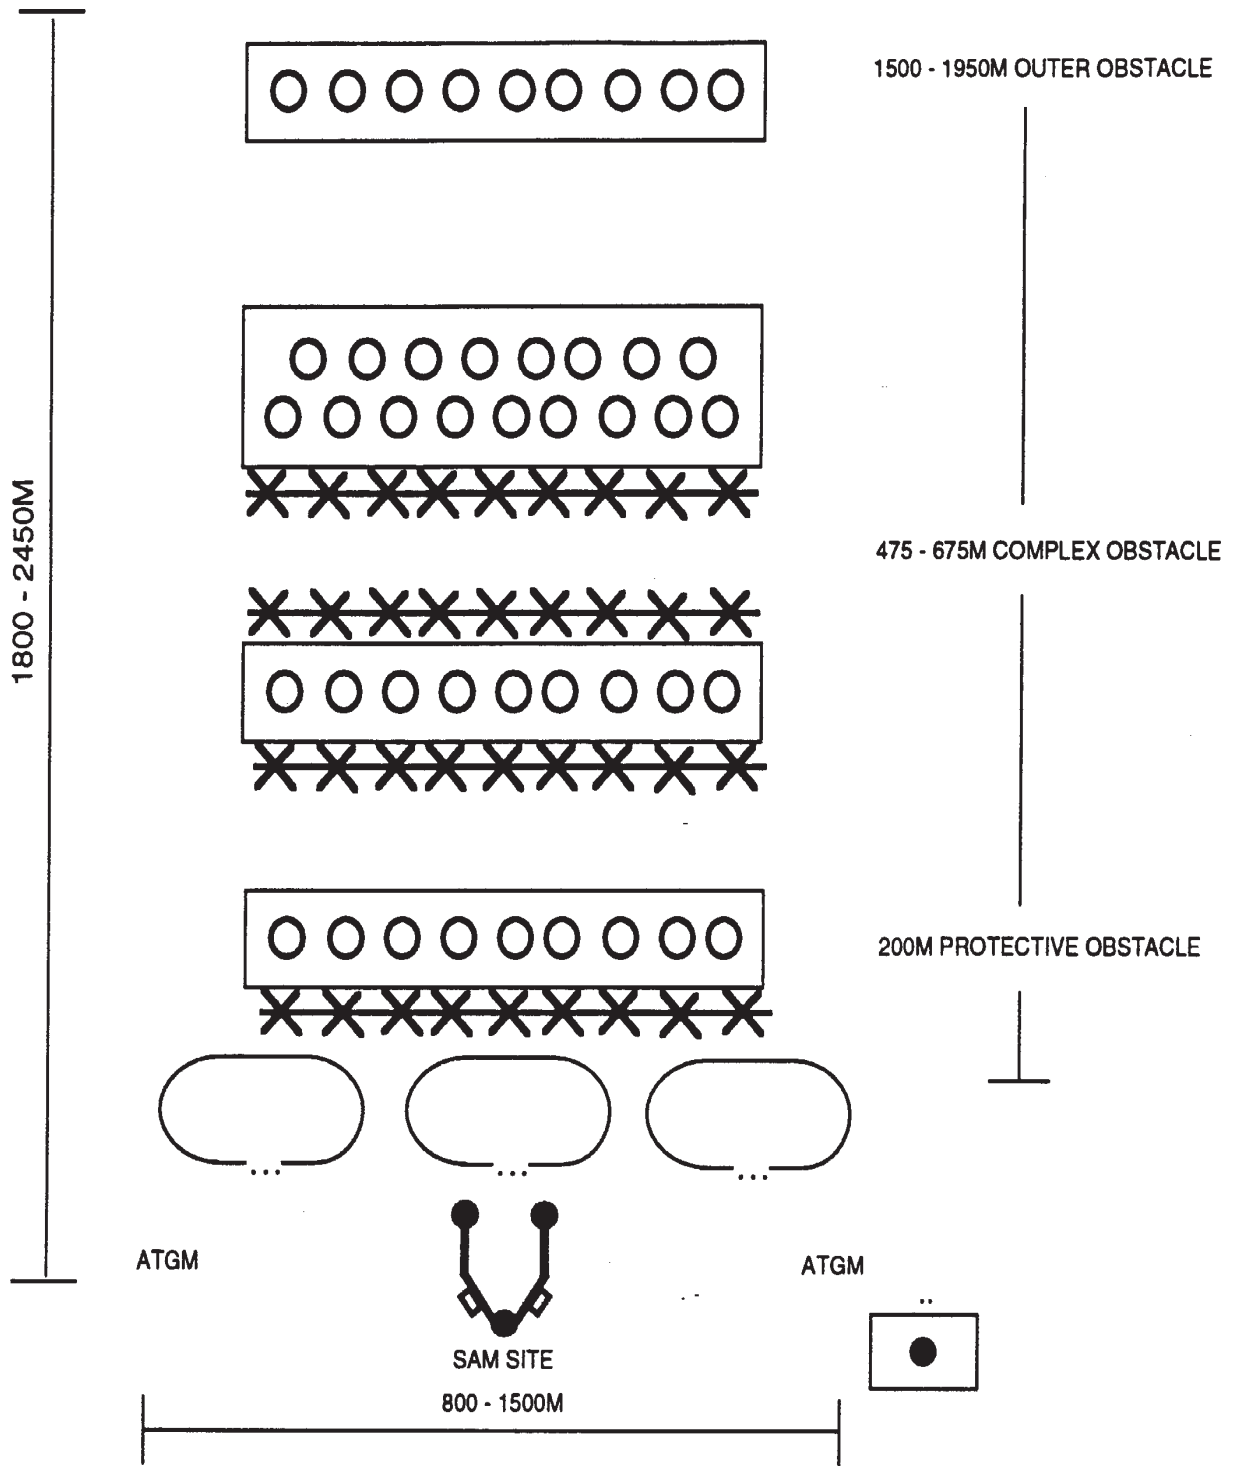 1500 - 1950M OUTER OBSTACLE
1800 - 2450M
475 - 675M COMPLEX OBSTACLE
200M PROTECTIVE OBSTACLE
ATGM
ATGM
SAM SITE
800 - 1500M